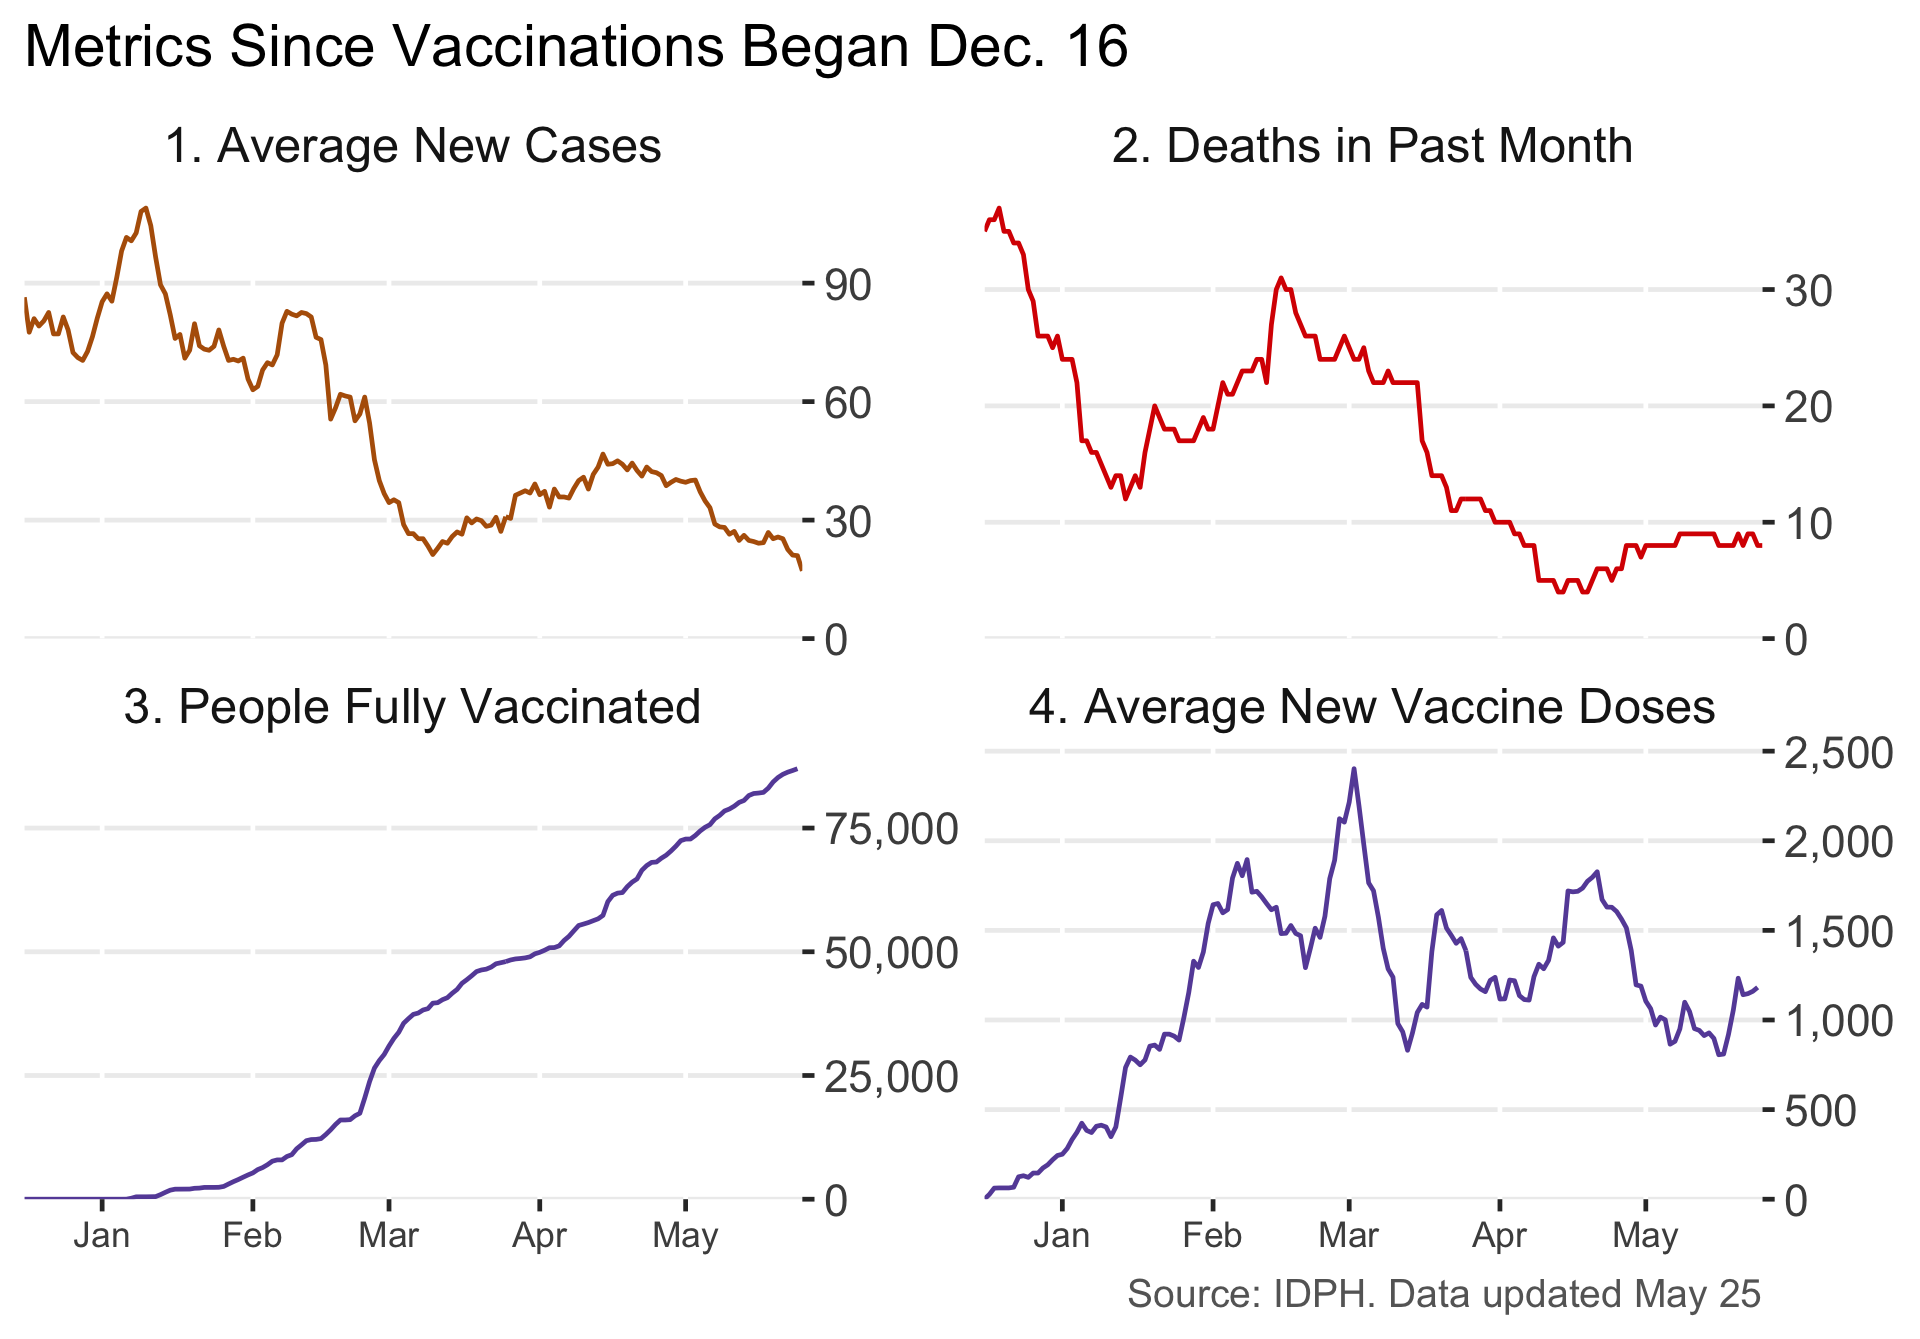 Metrics Since Vaccinations Began Dec. 16
1. Average New Cases
90
60
30
0
2. Deaths in Past Month
30
20
10
0
3. People Fully Vaccinated
75,000
50,000
25,000
0
Jan Feb Mar Apr May
4. Average New Vaccine Doses
2,500
2,000
1,500
1,000
500
0
Jan Feb Mar Apr May
Source: IDPH. Data updated May 25